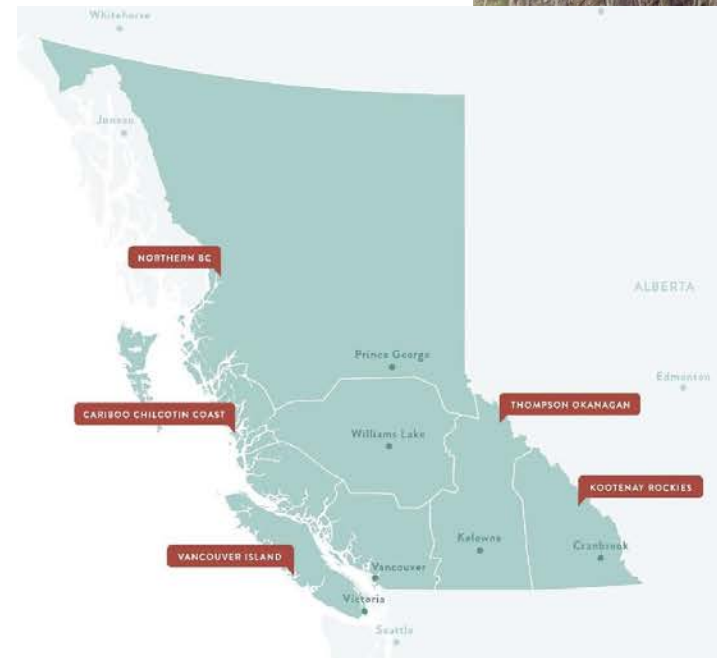 Whitehorse
Juneau
NORTHERN BC
ALBERTA
Prince George
Edmonton
THOMPSON OKANAGAN
CARIBOO CHILCOTIN COAST
Williams Lake
KOOTENAY ROCKIES
Kelowna
Cranbrook
VANCOUVER ISLAND
Vancouver
Victoria
Seattle